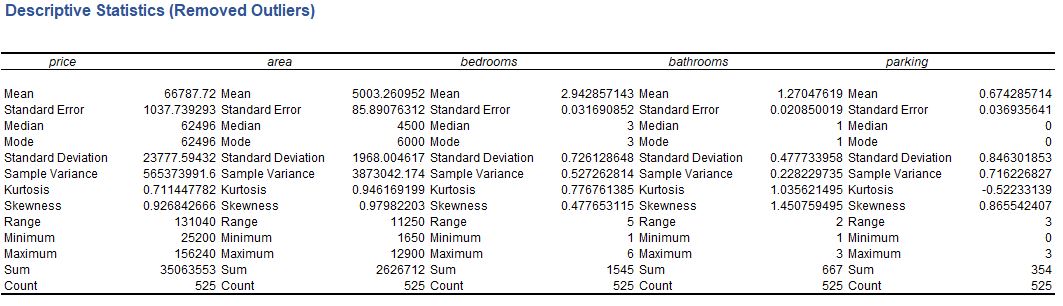 Descriptive Statistics (Removed Outliers)
price area bedrooms bathrooms parking
Mean 66787.72 Mean 5003.260952 Mean 2.942857143 Mean 1.27047619 Mean 0.674285714
Standard Error 1037.739293 Standard Error 85.89076312 Standard Error 0.031690852 Standard Error 0.020850019 Standard Error 0.036935641
Median 62496 Median 4500 Median 3 Median 1 Median 0
Mode 62496 Mode 6000 Mode 3 Mode 1 Mode 0
Standard Deviation 23777.59432 Standard Deviation 1968.004617 Standard Deviation 0.726128648 Standard Deviation 0.477733958 Standard Deviation 0.846301853
Sample Variance 565373991.6 Sample Variance 3873042.174 Sample Variance 0.527262814 Sample Variance 0.228229735 Sample Variance 0.716226827
Kurtosis 0.711447782 Kurtosis 0.946169199 Kurtosis 0.776761385 Kurtosis 1.035621495 Kurtosis -0.52233139
Skewness 0.926842666 Skewness 0.97982203 Skewness 0.477653115 Skewness 1.450759495 Skewness 0.865542407
Range 131040 Range 11250 Range 5 Range 2 Range 3
Minimum 25200 Minimum 1650 Minimum 1 Minimum 1 Minimum 0
Maximum 156240 Maximum 12900 Maximum 6 Maximum 3 Maximum 3
Sum 35063553 Sum 2626712 Sum 1545 Sum 667 Sum 354
Count 525 Count 525 Count 525 Count 525 Count 525